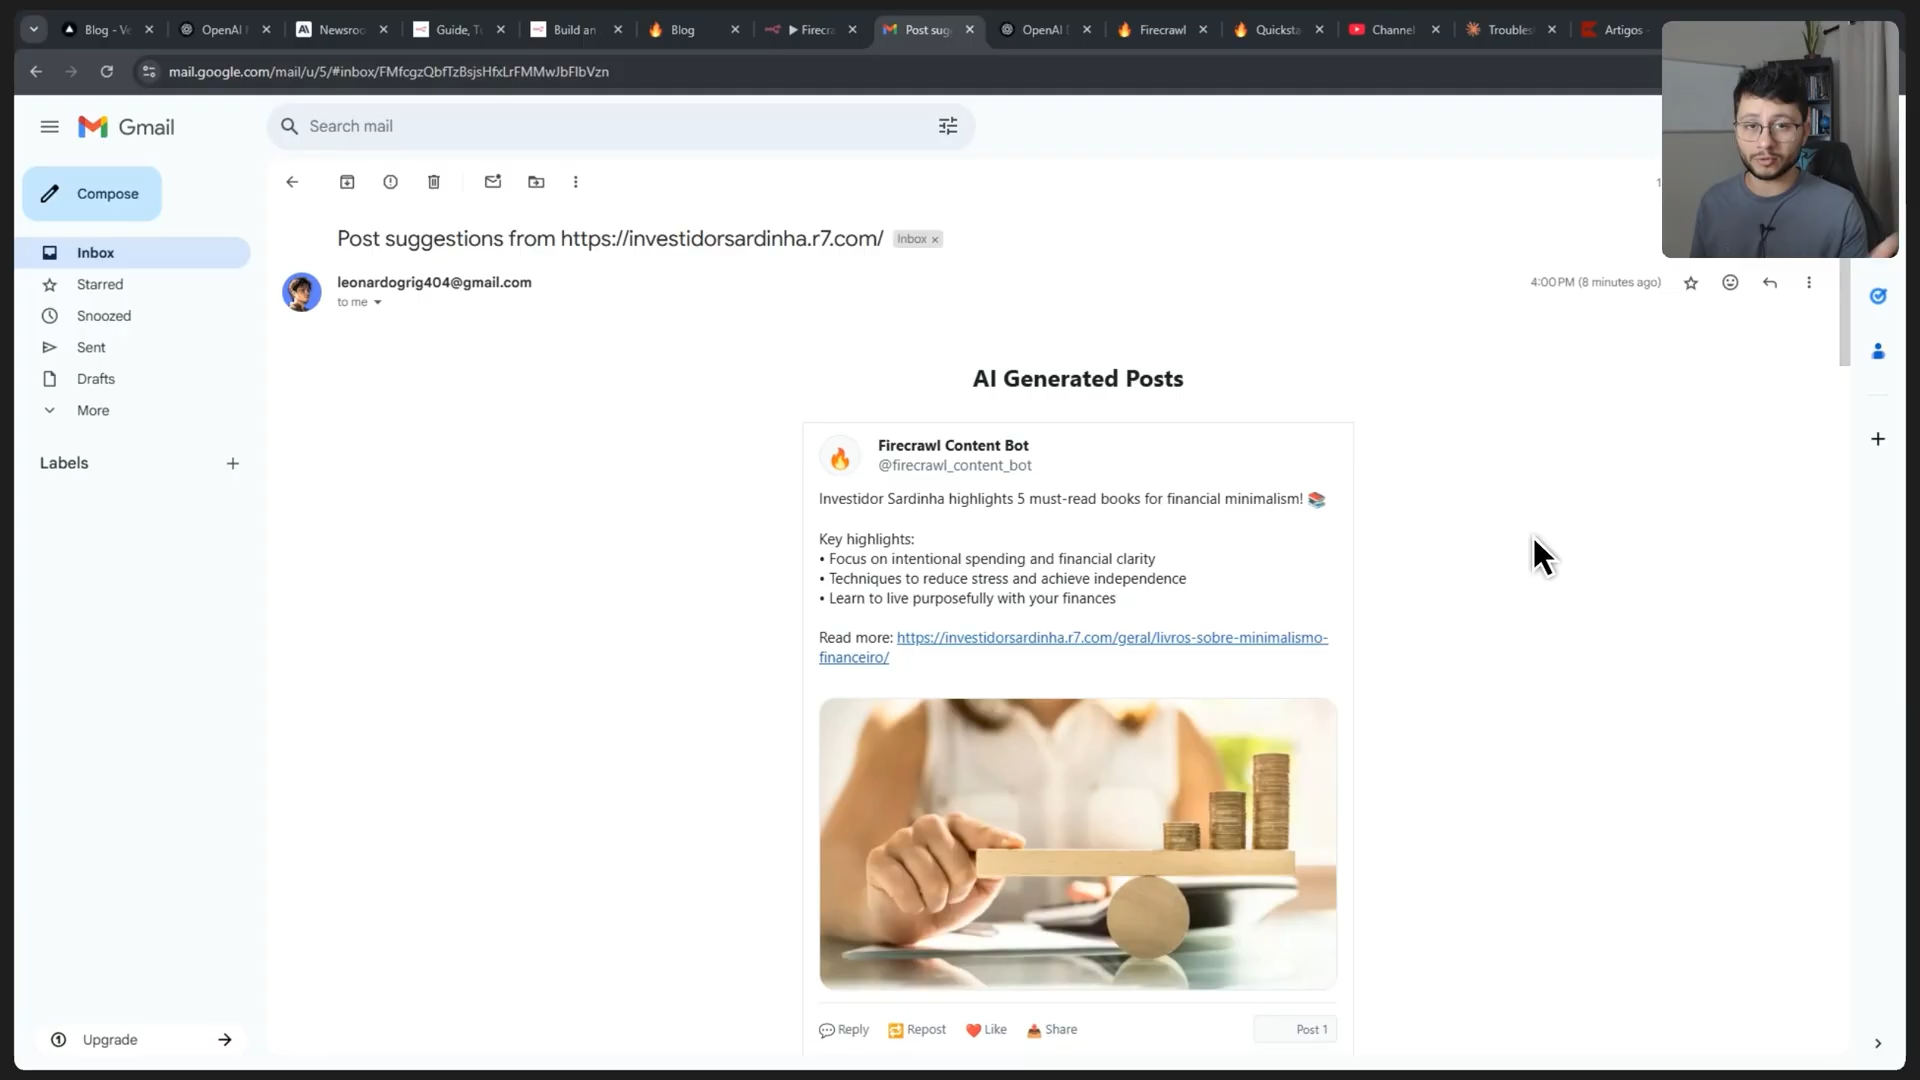 Blog - Ve
OpenAI
Newsroo
Guide, Tu
Build an
Blog
Firecra
Post sug
OpenAI
Firecrawl
Quicksta
Channel
Troubles
Artigos
mail.google.com/mail/u/5/#inbox/FMfcgzQbfTzBsjsHfxLrFMMwJbFlbVzn
Gmail
Search mail
Compose
Inbox
Starred
Snoozed
Sent
Drafts
More
Labels
Upgrade
Post suggestions from https://investidorsardinha.r7.com/ Inbox ×
leonardogrig404@gmail.com
to me
4:00 PM (8 minutes ago)
AI Generated Posts
Firecrawl Content Bot
@firecrawl_content_bot
Investidor Sardinha highlights 5 must-read books for financial minimalism! 📚
Key highlights:
• Focus on intentional spending and financial clarity
• Techniques to reduce stress and achieve independence
• Learn to live purposefully with your finances
Read more: https://investidorsardinha.r7.com/geral/livros-sobre-minimalismo-
financeiro/
💬 Reply 🔁 Repost ❤️ Like 📤 Share
Post 1